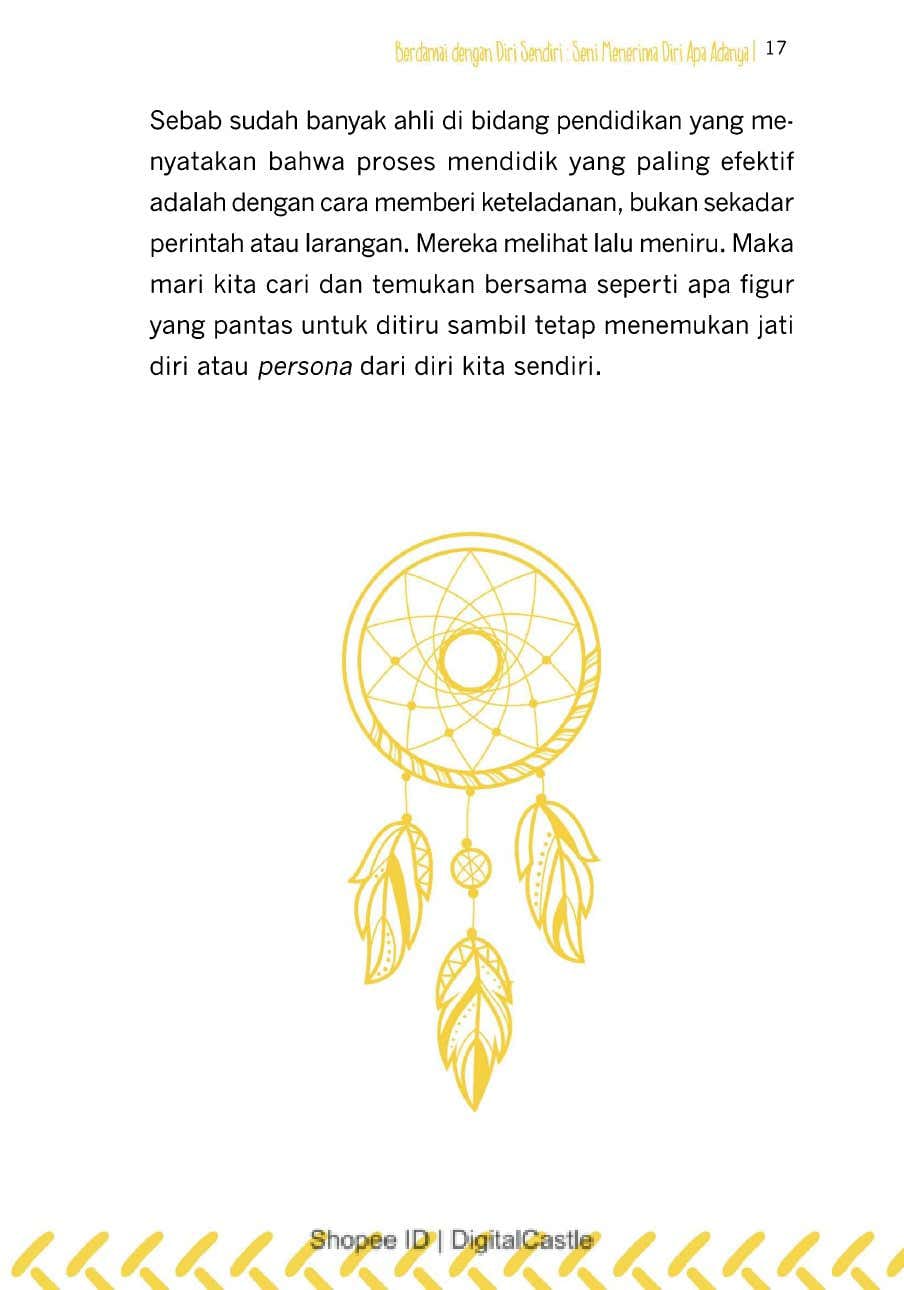 Berdamai dengan Diri Sendiri : Seni Menerima Diri Apa Adanya | 17
Sebab sudah banyak ahli di bidang pendidikan yang me-
nyatakan bahwa proses mendidik yang paling efektif
adalah dengan cara memberi keteladanan, bukan sekadar
perintah atau larangan. Mereka melihat lalu meniru. Maka
mari kita cari dan temukan bersama seperti apa figur
yang pantas untuk ditiru sambil tetap menemukan jati
diri atau persona dari diri kita sendiri.
Shopee ID | DigitalCastle